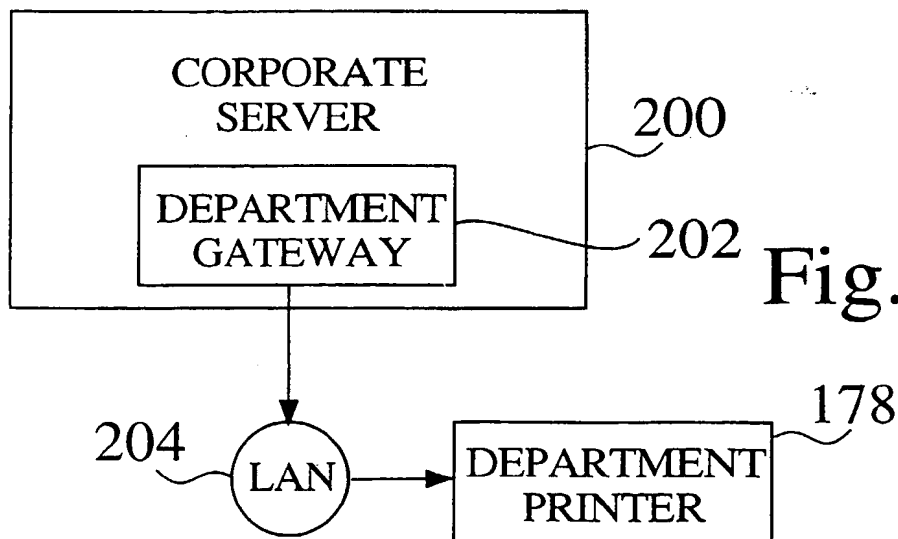 CORPORATE
SERVER
200
DEPARTMENT
GATEWAY
202
Fig.
204
LAN
178
DEPARTMENT
PRINTER